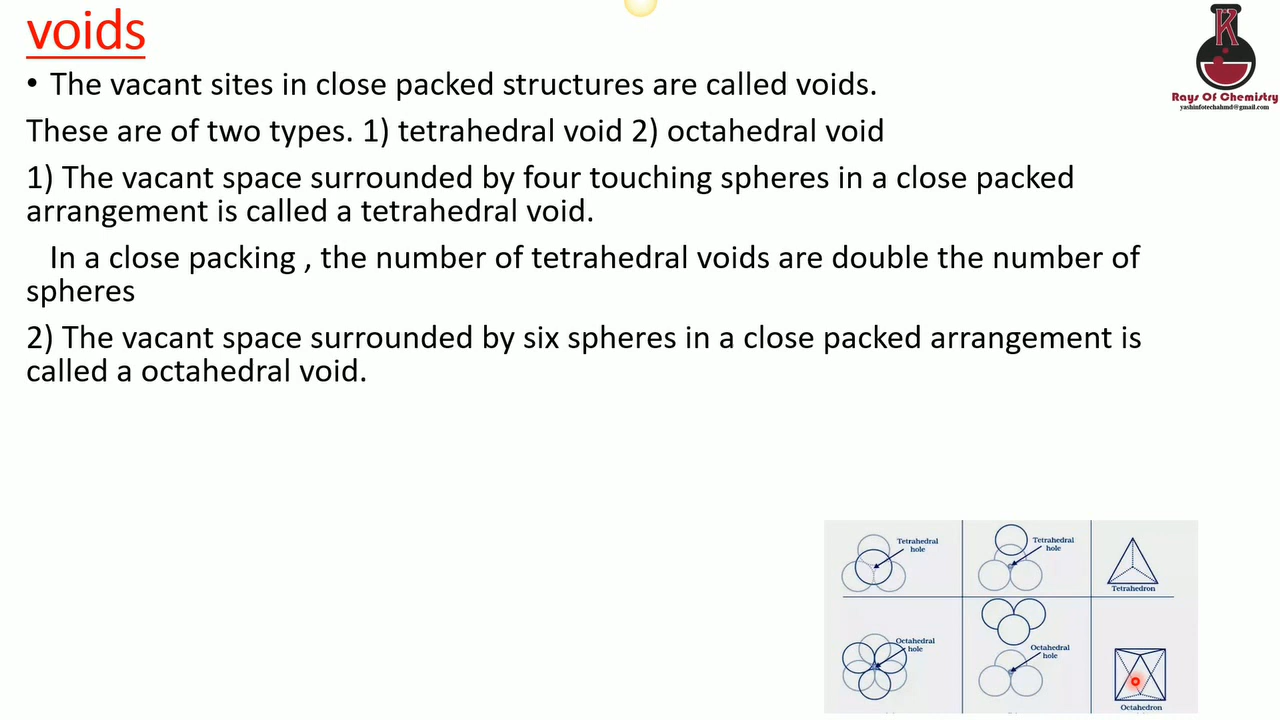 voids
• The vacant sites in close packed structures are called voids.
These are of two types. 1) tetrahedral void 2) octahedral void
1) The vacant space surrounded by four touching spheres in a close packed
arrangement is called a tetrahedral void.
In a close packing , the number of tetrahedral voids are double the number of
spheres
2) The vacant space surrounded by six spheres in a close packed arrangement is
called a octahedral void.
K
Rays Of Chemistry
yashinfotechahmd@gmail.com
Tetrahedral
hole
Tetrahedral
hole
Tetrahedron
Octahedral
hole
Octahedral
hole
Octahedron